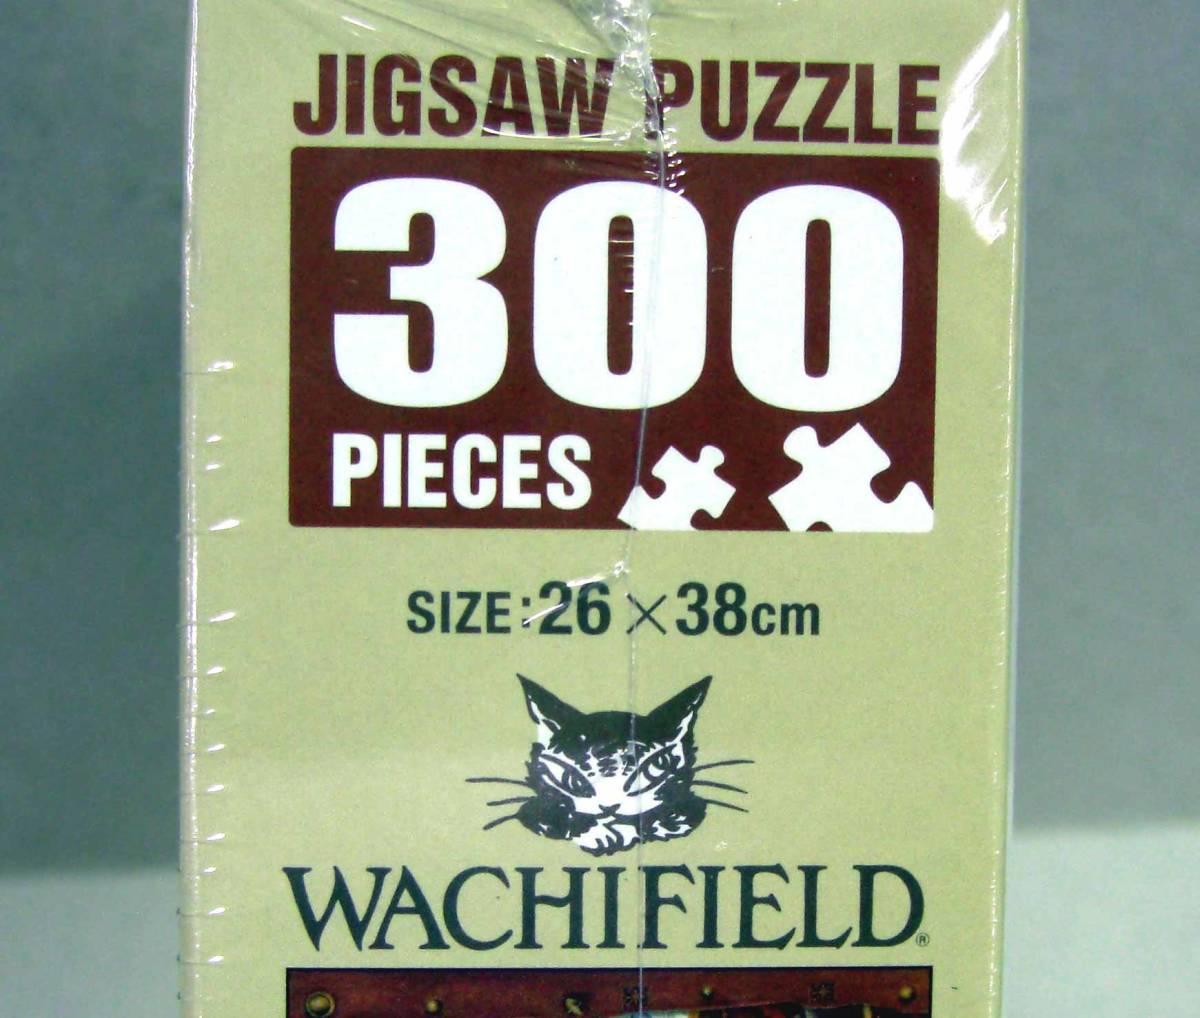 JIGSAW PUZZLE
300
PIECES
SIZE:26×38cm
WACHIFIELD®